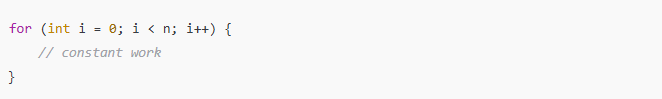 for (int i = 0; i < n; i++) {
    // constant work
}